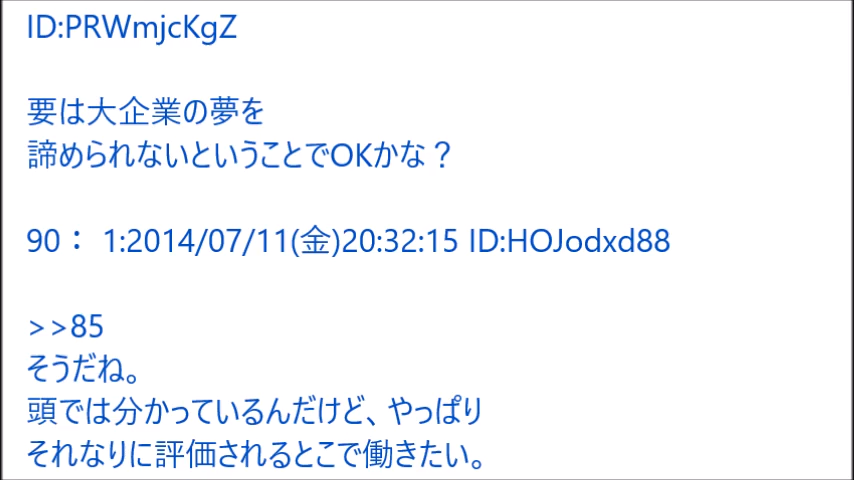 ID:PRWmjcKgZ
要は大企業の夢を
諦められないということでOKかな？
90： 1:2014/07/11(金)20:32:15 ID:HOJodxd88
>>85
そうだね。
頭では分かっているんだけど、やっぱり
それなりに評価されるとこで働きたい。